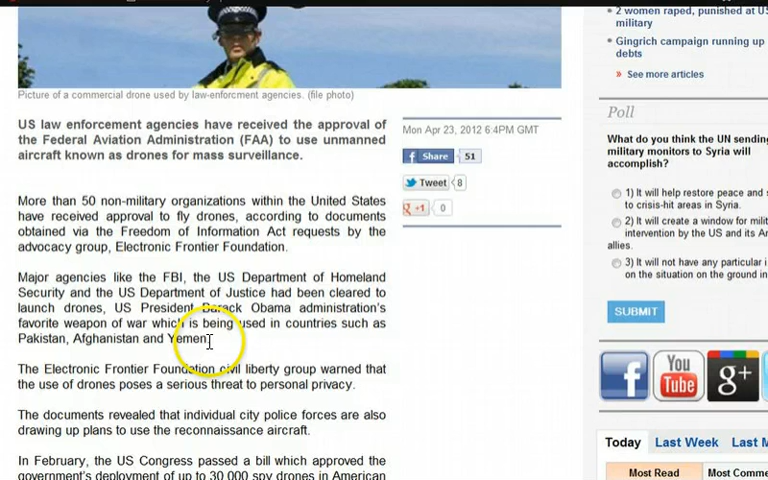 Picture of a commercial drone used by law-enforcment agencies. (file photo)
US law enforcement agencies have received the approval of
the Federal Aviation Administration (FAA) to use unmanned
aircraft known as drones for mass surveillance.
More than 50 non-military organizations within the United States
have received approval to fly drones, according to documents
obtained via the Freedom of Information Act requests by the
advocacy group, Electronic Frontier Foundation.
Major agencies like the FBI, the US Department of Homeland
Security and the US Department of Justice had been cleared to
launch drones, US President Barack Obama administration's
favorite weapon of war which is being used in countries such as
Pakistan, Afghanistan and Yemen
The Electronic Frontier Foundation civil liberty group warned that
the use of drones poses a serious threat to personal privacy.
The documents revealed that individual city police forces are also
drawing up plans to use the reconnaissance aircraft.
In February, the US Congress passed a bill which approved the
government's deployment of up to 30,000 spy drones in American
Mon Apr 23, 2012 6:4PM GMT
f Share 51
Tweet 8
g +1 0
2 women raped, punished at US
military
Gingrich campaign running up
debts
» See more articles
Poll
What do you think the UN sending
military monitors to Syria will
accomplish?
1) It will help restore peace and
to crisis-hit areas in Syria.
2) It will create a window for
intervention by the US and its
allies.
3) It will not have any particular
on the situation on the ground in
SUBMIT
f
You
Tube
g+
Today Last Week Last
Most Read Most